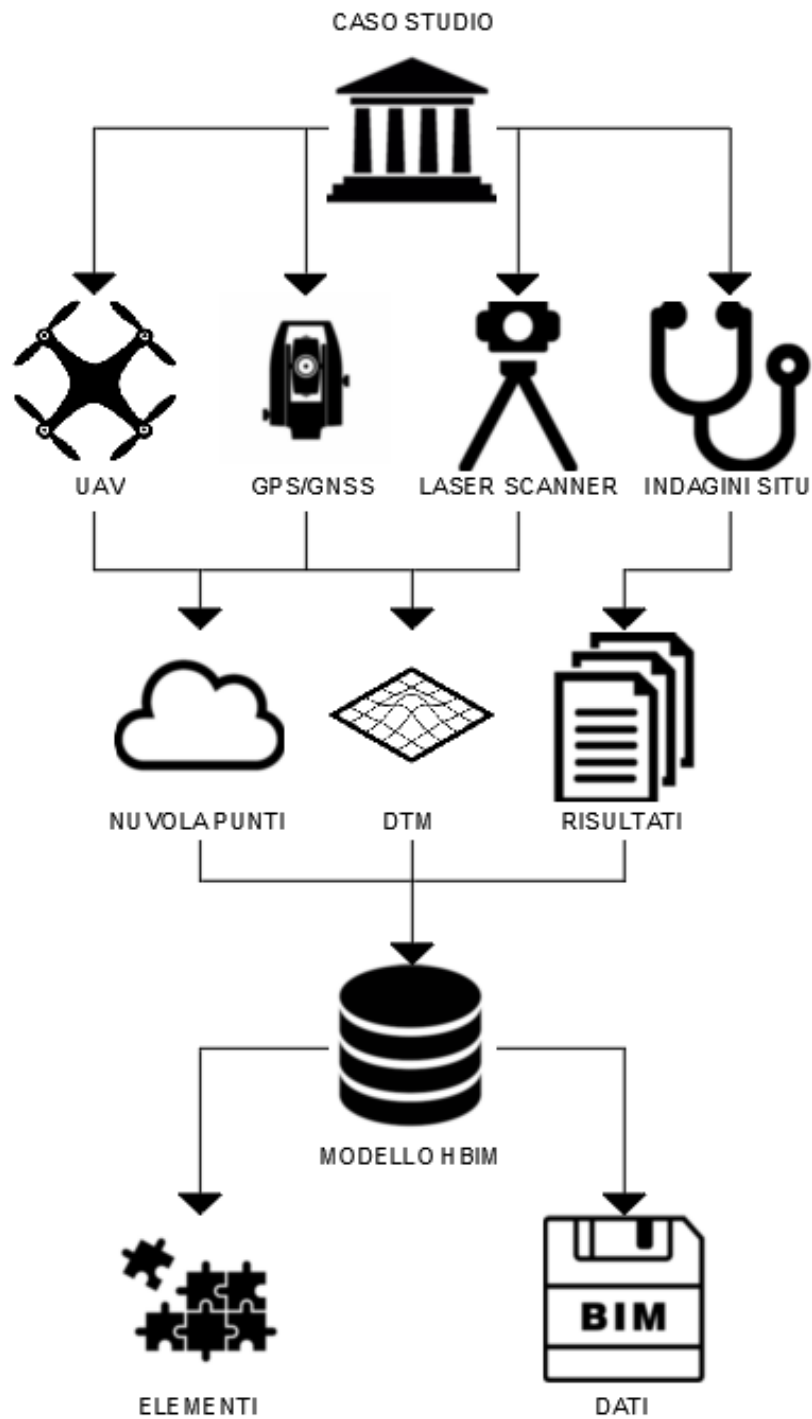 CASO STUDIO
UAV GPS/GNSS LASER SCANNER INDAGINI SITU
NUVOLA PUNTI DTM RISULTATI
MODELLO HBIM
BIM
ELEMENTI DATI